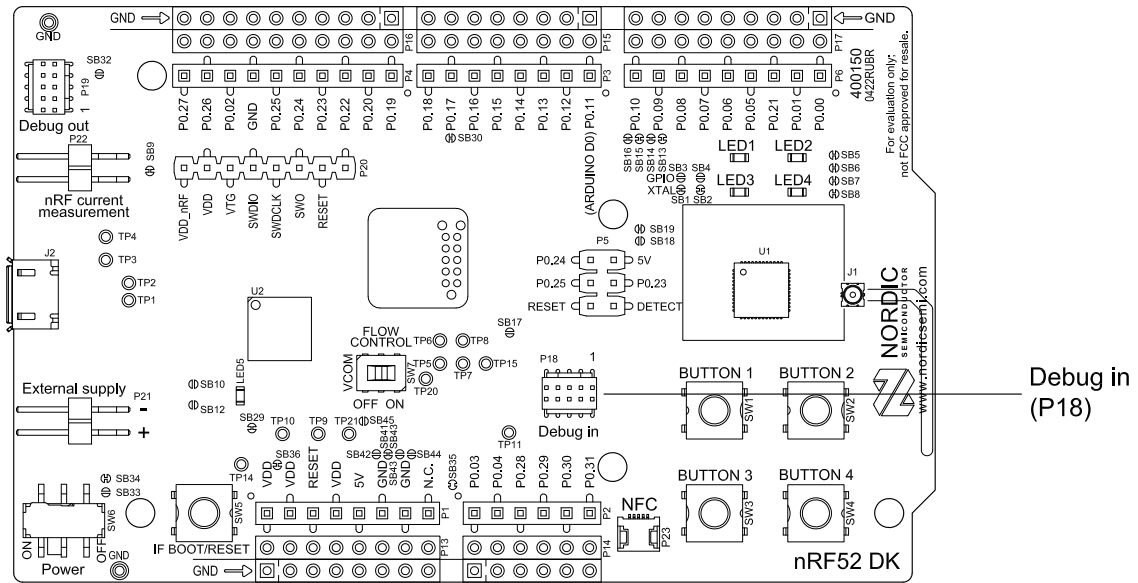 GND
GND
P16
P15
P17
GND
SB32
P19
1
Debug out
P4
P3
P6
400150
0422RUBR
For evaluation only;
not FCC approved for resale.
P0.27
P0.26
P0.02
GND
P0.25
P0.24
P0.23
P0.22
P0.20
P0.19
P0.18
P0.17
P0.16
P0.15
P0.14
P0.13
P0.12
(ARDUINO D0) P0.11
P0.10
P0.09
P0.08
P0.07
P0.06
P0.05
P0.21
P0.01
P0.00
P22
SB9
nRF current
measurement
P20
VDD_nRF
VDD
VTG
SWDIO
SWDCLK
SWO
RESET
SB30
SB16
SB15
SB14
SB13
LED1
LED2
LED3
LED4
SB5
SB6
SB7
SB8
SB3
SB4
GPIO
XTAL
SB1
SB2
SB19
SB18
TP4
TP3
TP2
TP1
J2
U2
P5
P0.24
5V
P0.25
P0.23
RESET
DETECT
U1
J1
NORDIC
SEMICONDUCTOR
www.nordicsemi.com
SB17
FLOW
CONTROL
VCOM
SW7
OFF ON
TP6
TP8
TP5
TP7
TP15
TP20
P18
1
Debug in
Debug in
(P18)
BUTTON 1
SW1
BUTTON 2
SW2
External supply
P21
-
+
SB10
SB12
LED5
SB29
TP10
TP9
TP21
SB45
SB41
SB43
SB42
SB43
SB44
SB35
SB36
TP14
TP11
SB34
SB33
SW6
ON
OFF
Power
GND
SW5
IF BOOT/RESET
VDD
VDD
RESET
VDD
5V
GND
GND
N.C.
P0.03
P0.04
P0.28
P0.29
P0.30
P0.31
P1
P2
P13
P14
GND
NFC
P23
BUTTON 3
SW3
BUTTON 4
SW4
nRF52 DK